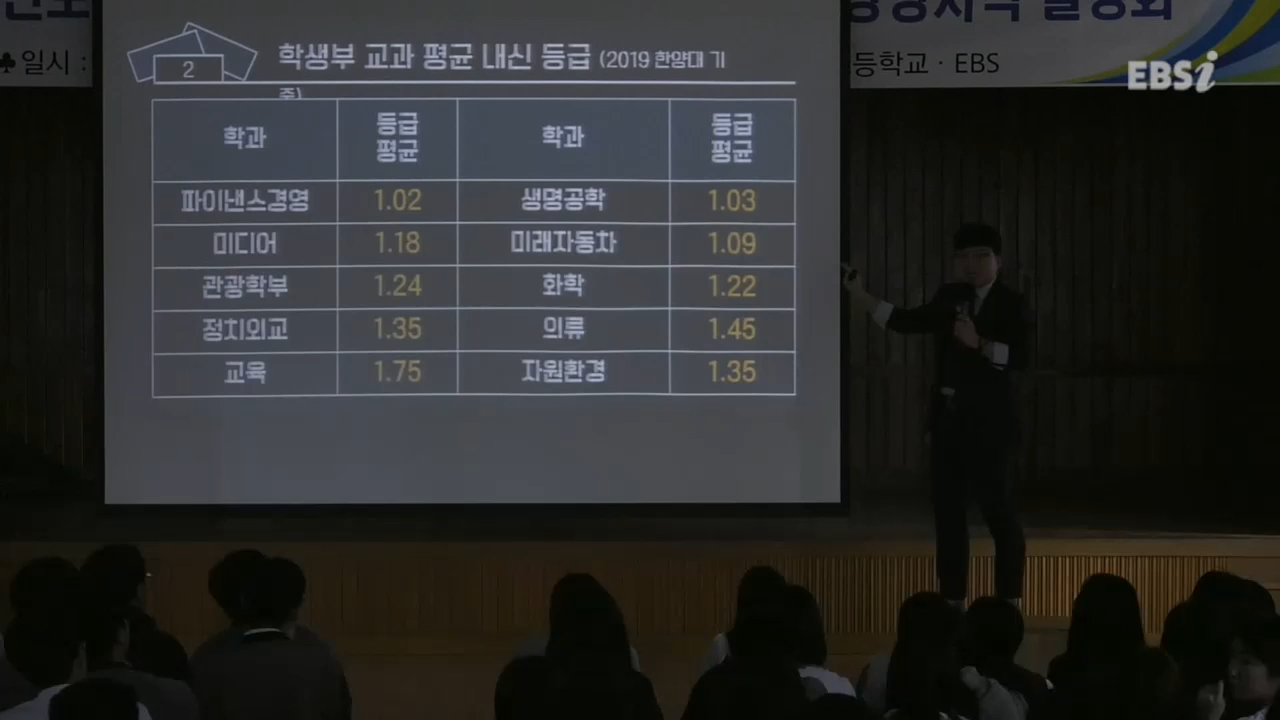 설명회
♣일시 :
등학교 · EBS
EBSi
2
학생부 교과 평균 내신 등급 (2019 한양대 기
준)
학과 등급 평균 학과 등급 평균
파이낸스경영 1.02 생명공학 1.03
미디어 1.18 미래자동차 1.09
관광학부 1.24 화학 1.22
정치외교 1.35 의류 1.45
교육 1.75 자원환경 1.35